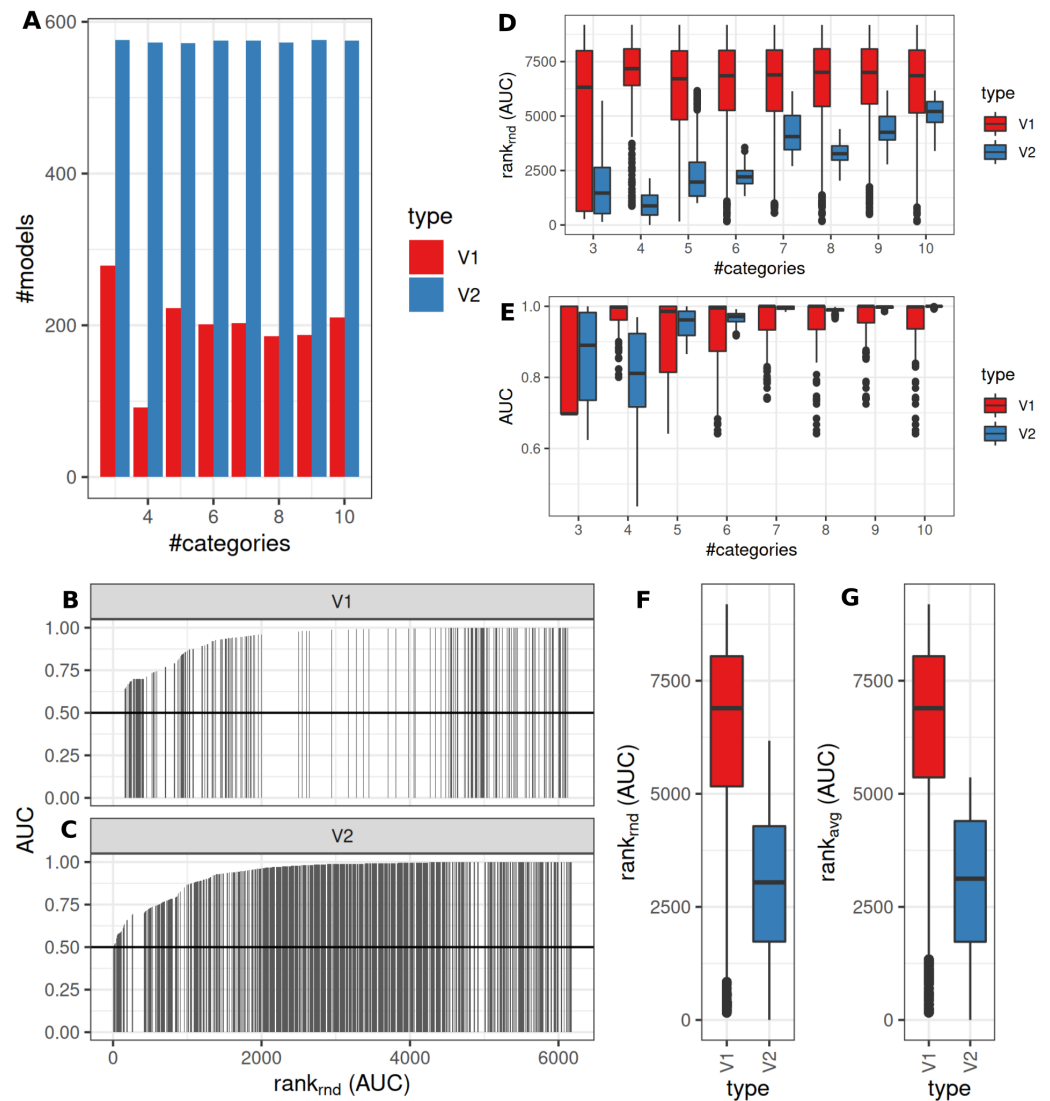 A
600
400
200
0
#models
4 6 8 10
#categories
type
V1
V2
D
7500
5000
2500
0
rankrnd (AUC)
3 4 5 6 7 8 9 10
#categories
type
V1
V2
E
1.0
0.8
0.6
AUC
3 4 5 6 7 8 9 10
#categories
type
V1
V2
B
V1
1.00
0.75
0.50
0.25
0.00
C
V2
1.00
0.75
0.50
0.25
0.00
AUC
0 2000 4000 6000
rankrnd (AUC)
F
7500
5000
2500
0
rankrnd (AUC)
V1 V2
type
G
7500
5000
2500
0
rankavg (AUC)
V1 V2
type